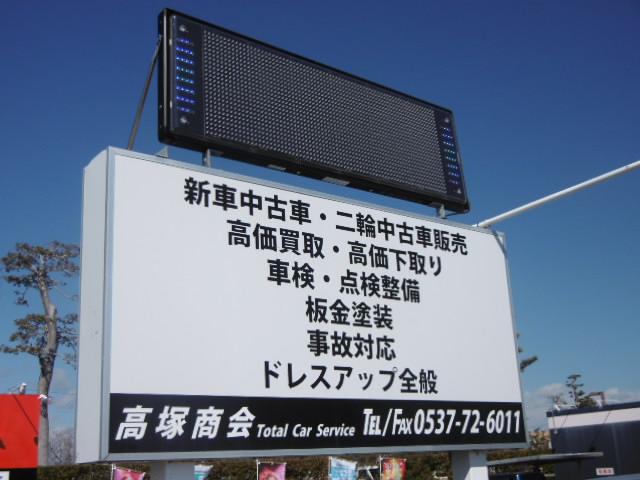 新車中古車・二輪中古車販売
高価買取・高価下取り
車検・点検整備
板金塗装
事故対応
ドレスアップ全般
高塚商会 Total Car Service TEL/FAX 0537-72-6011